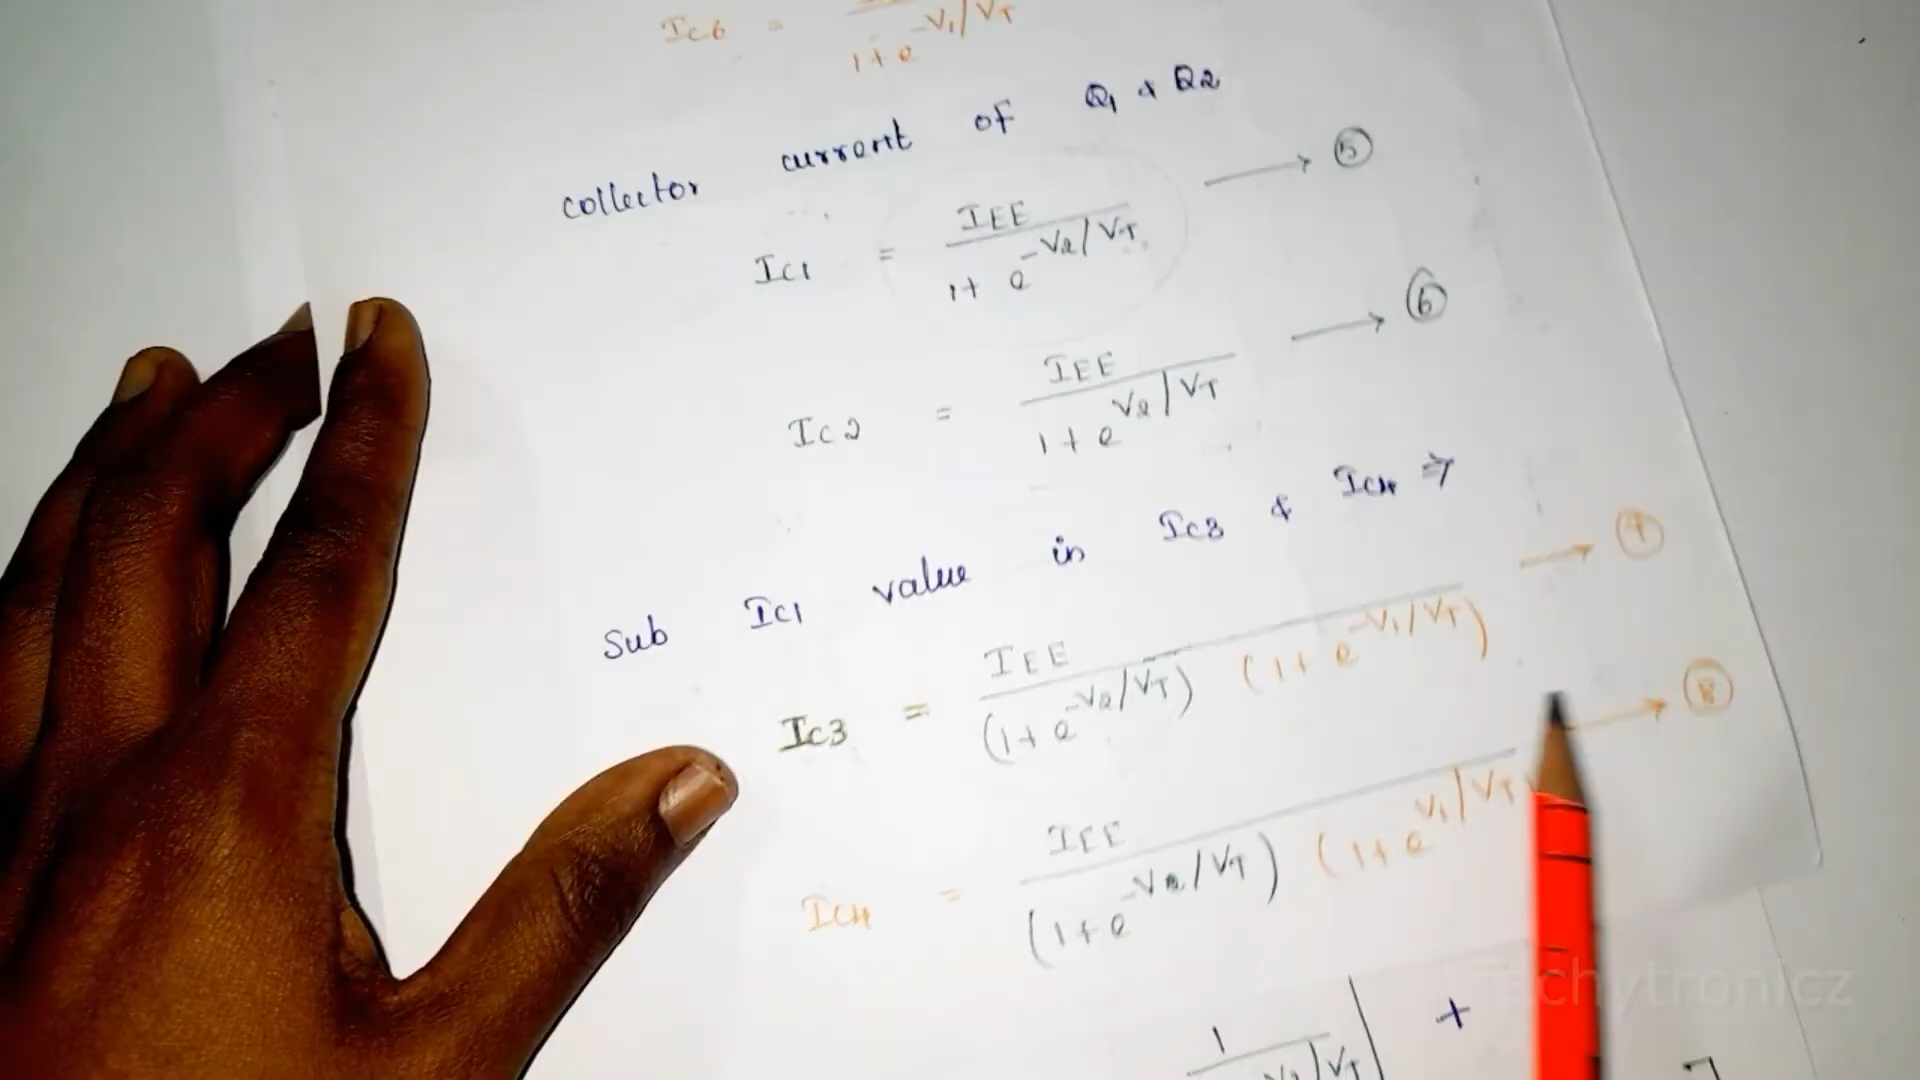 Ic6 = 1+e^-V1/VT
collector current of Q1 & Q2
Ic1 = IEE / 1+ e^-V2/VT → 5
Ic2 = IEE / 1+e^V2/VT → 6
Sub Ic1 value in Ic3 & Ic4 ⇒
Ic3 = IEE / (1+e^-V2/VT) (1+e^-V1/VT) → 7
Ic4 = IEE / (1+e^-V2/VT) (1+e^V1/VT → 8
1 / VT +
Techytronicz